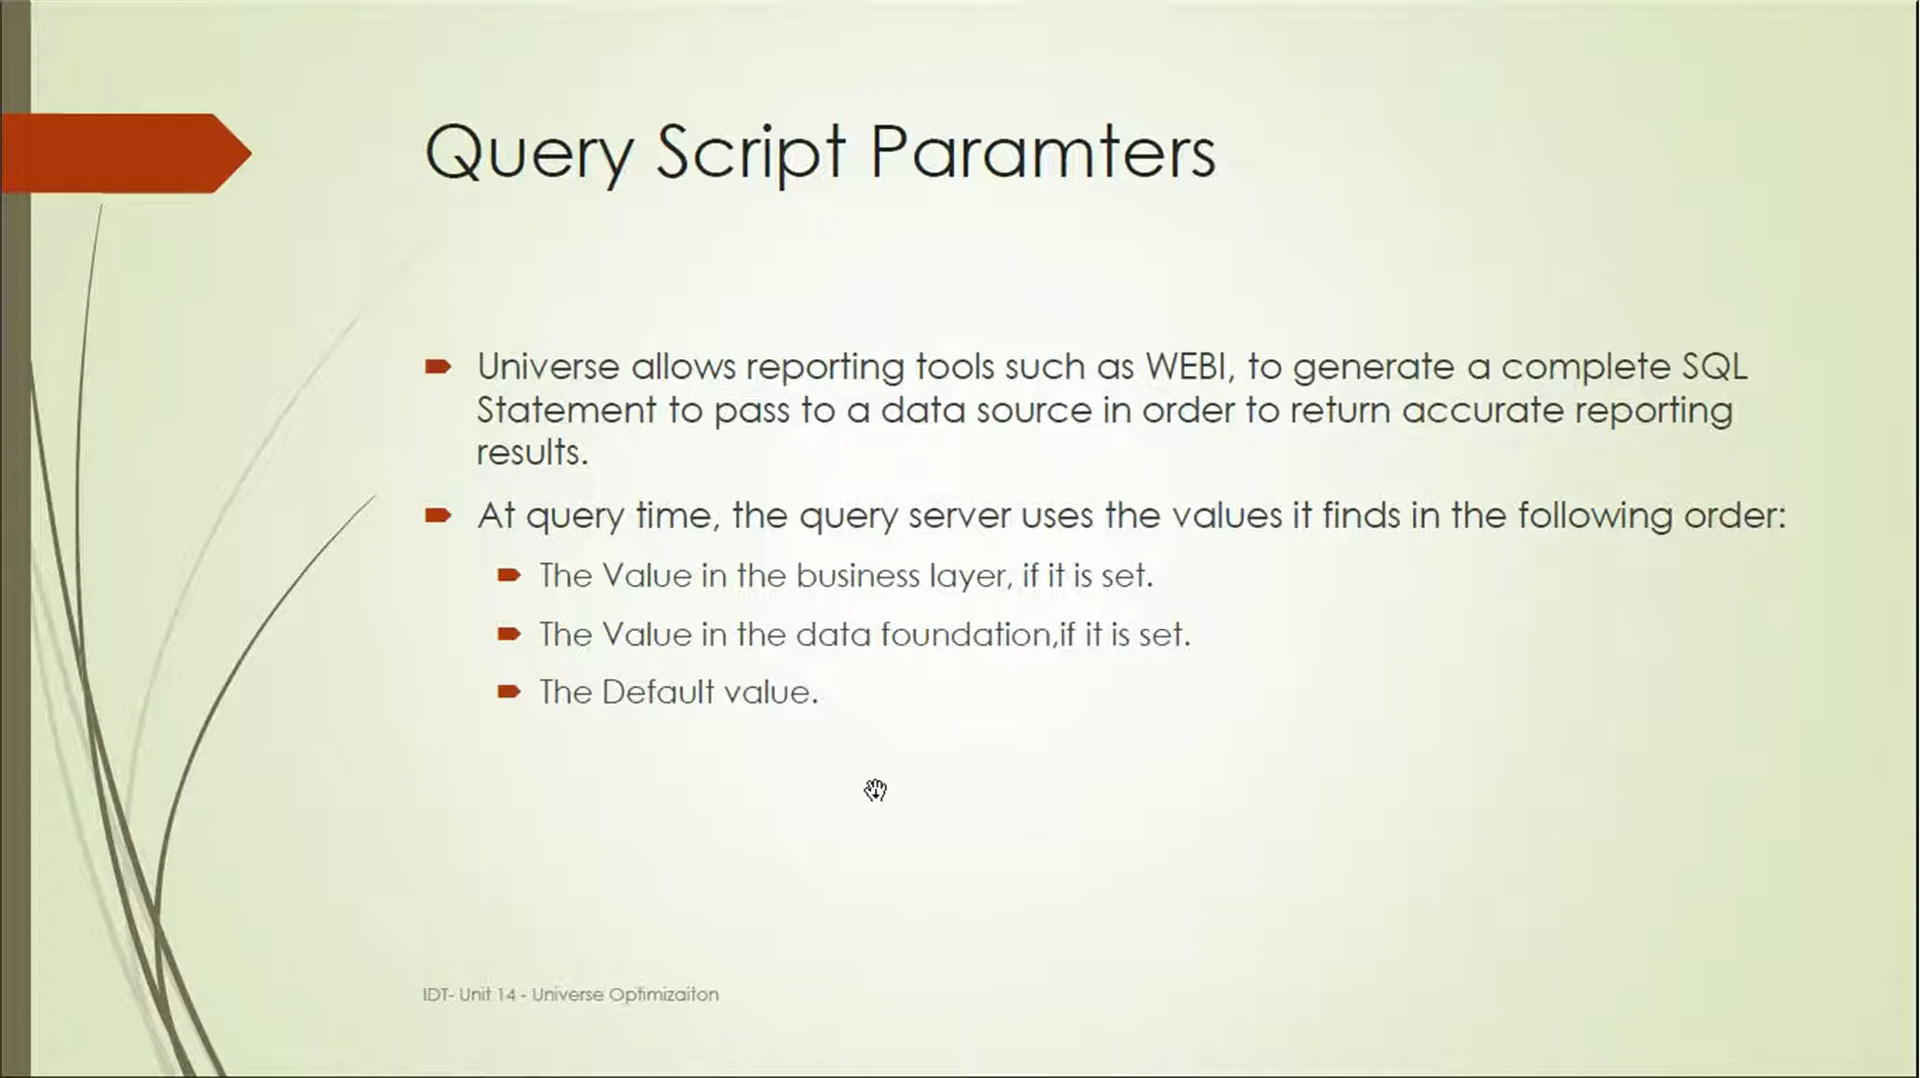 Query Script Paramters
Universe allows reporting tools such as WEBI, to generate a complete SQL
Statement to pass to a data source in order to return accurate reporting
results.
At query time, the query server uses the values it finds in the following order:
The Value in the business layer, if it is set.
The Value in the data foundation,if it is set.
The Default value.
IDT- Unit 14 - Universe Optimizaiton